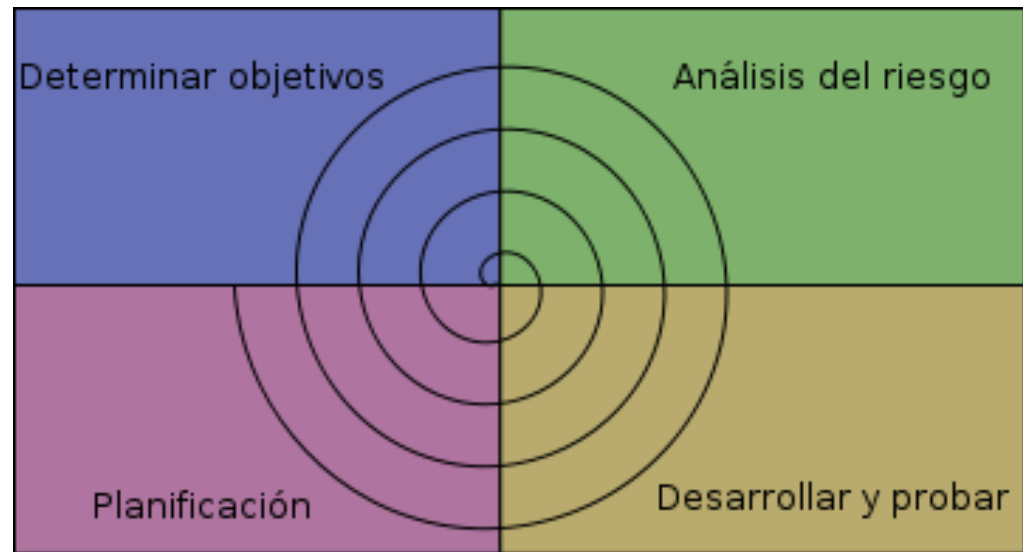 Determinar objetivos
Análisis del riesgo
Planificación
Desarrollar y probar